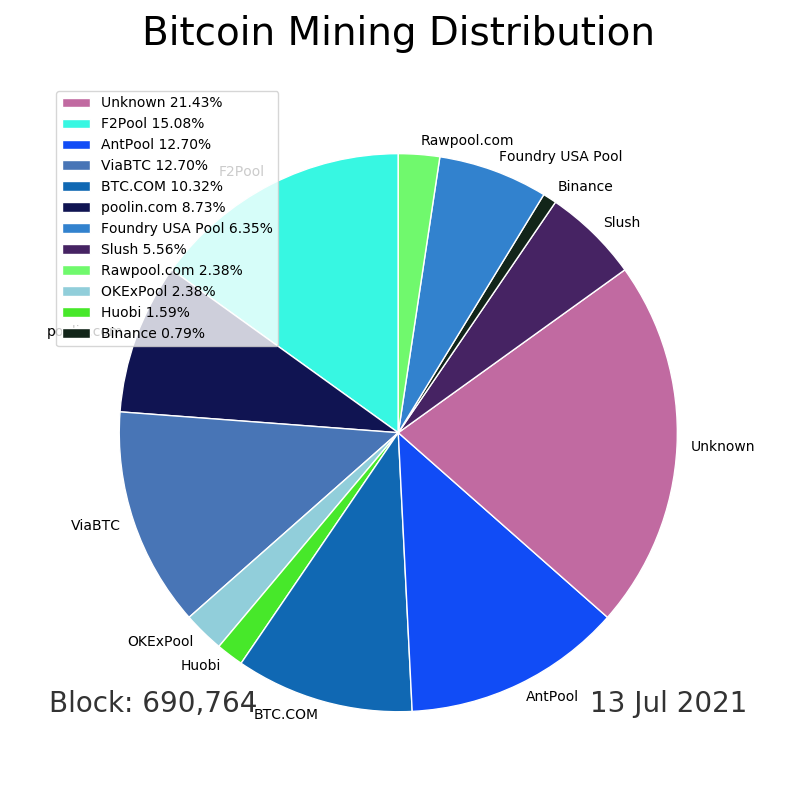 Bitcoin Mining Distribution
Unknown 21.43%
F2Pool 15.08%
AntPool 12.70%
ViaBTC 12.70%
BTC.COM 10.32%
poolin.com 8.73%
Foundry USA Pool 6.35%
Slush 5.56%
Rawpool.com 2.38%
OKExPool 2.38%
Huobi 1.59%
Binance 0.79%
Rawpool.com
Foundry USA Pool
Binance
Slush
F2Pool
poolin.com
Unknown
ViaBTC
OKExPool
Huobi
BTC.COM
AntPool
Block: 690,764
13 Jul 2021